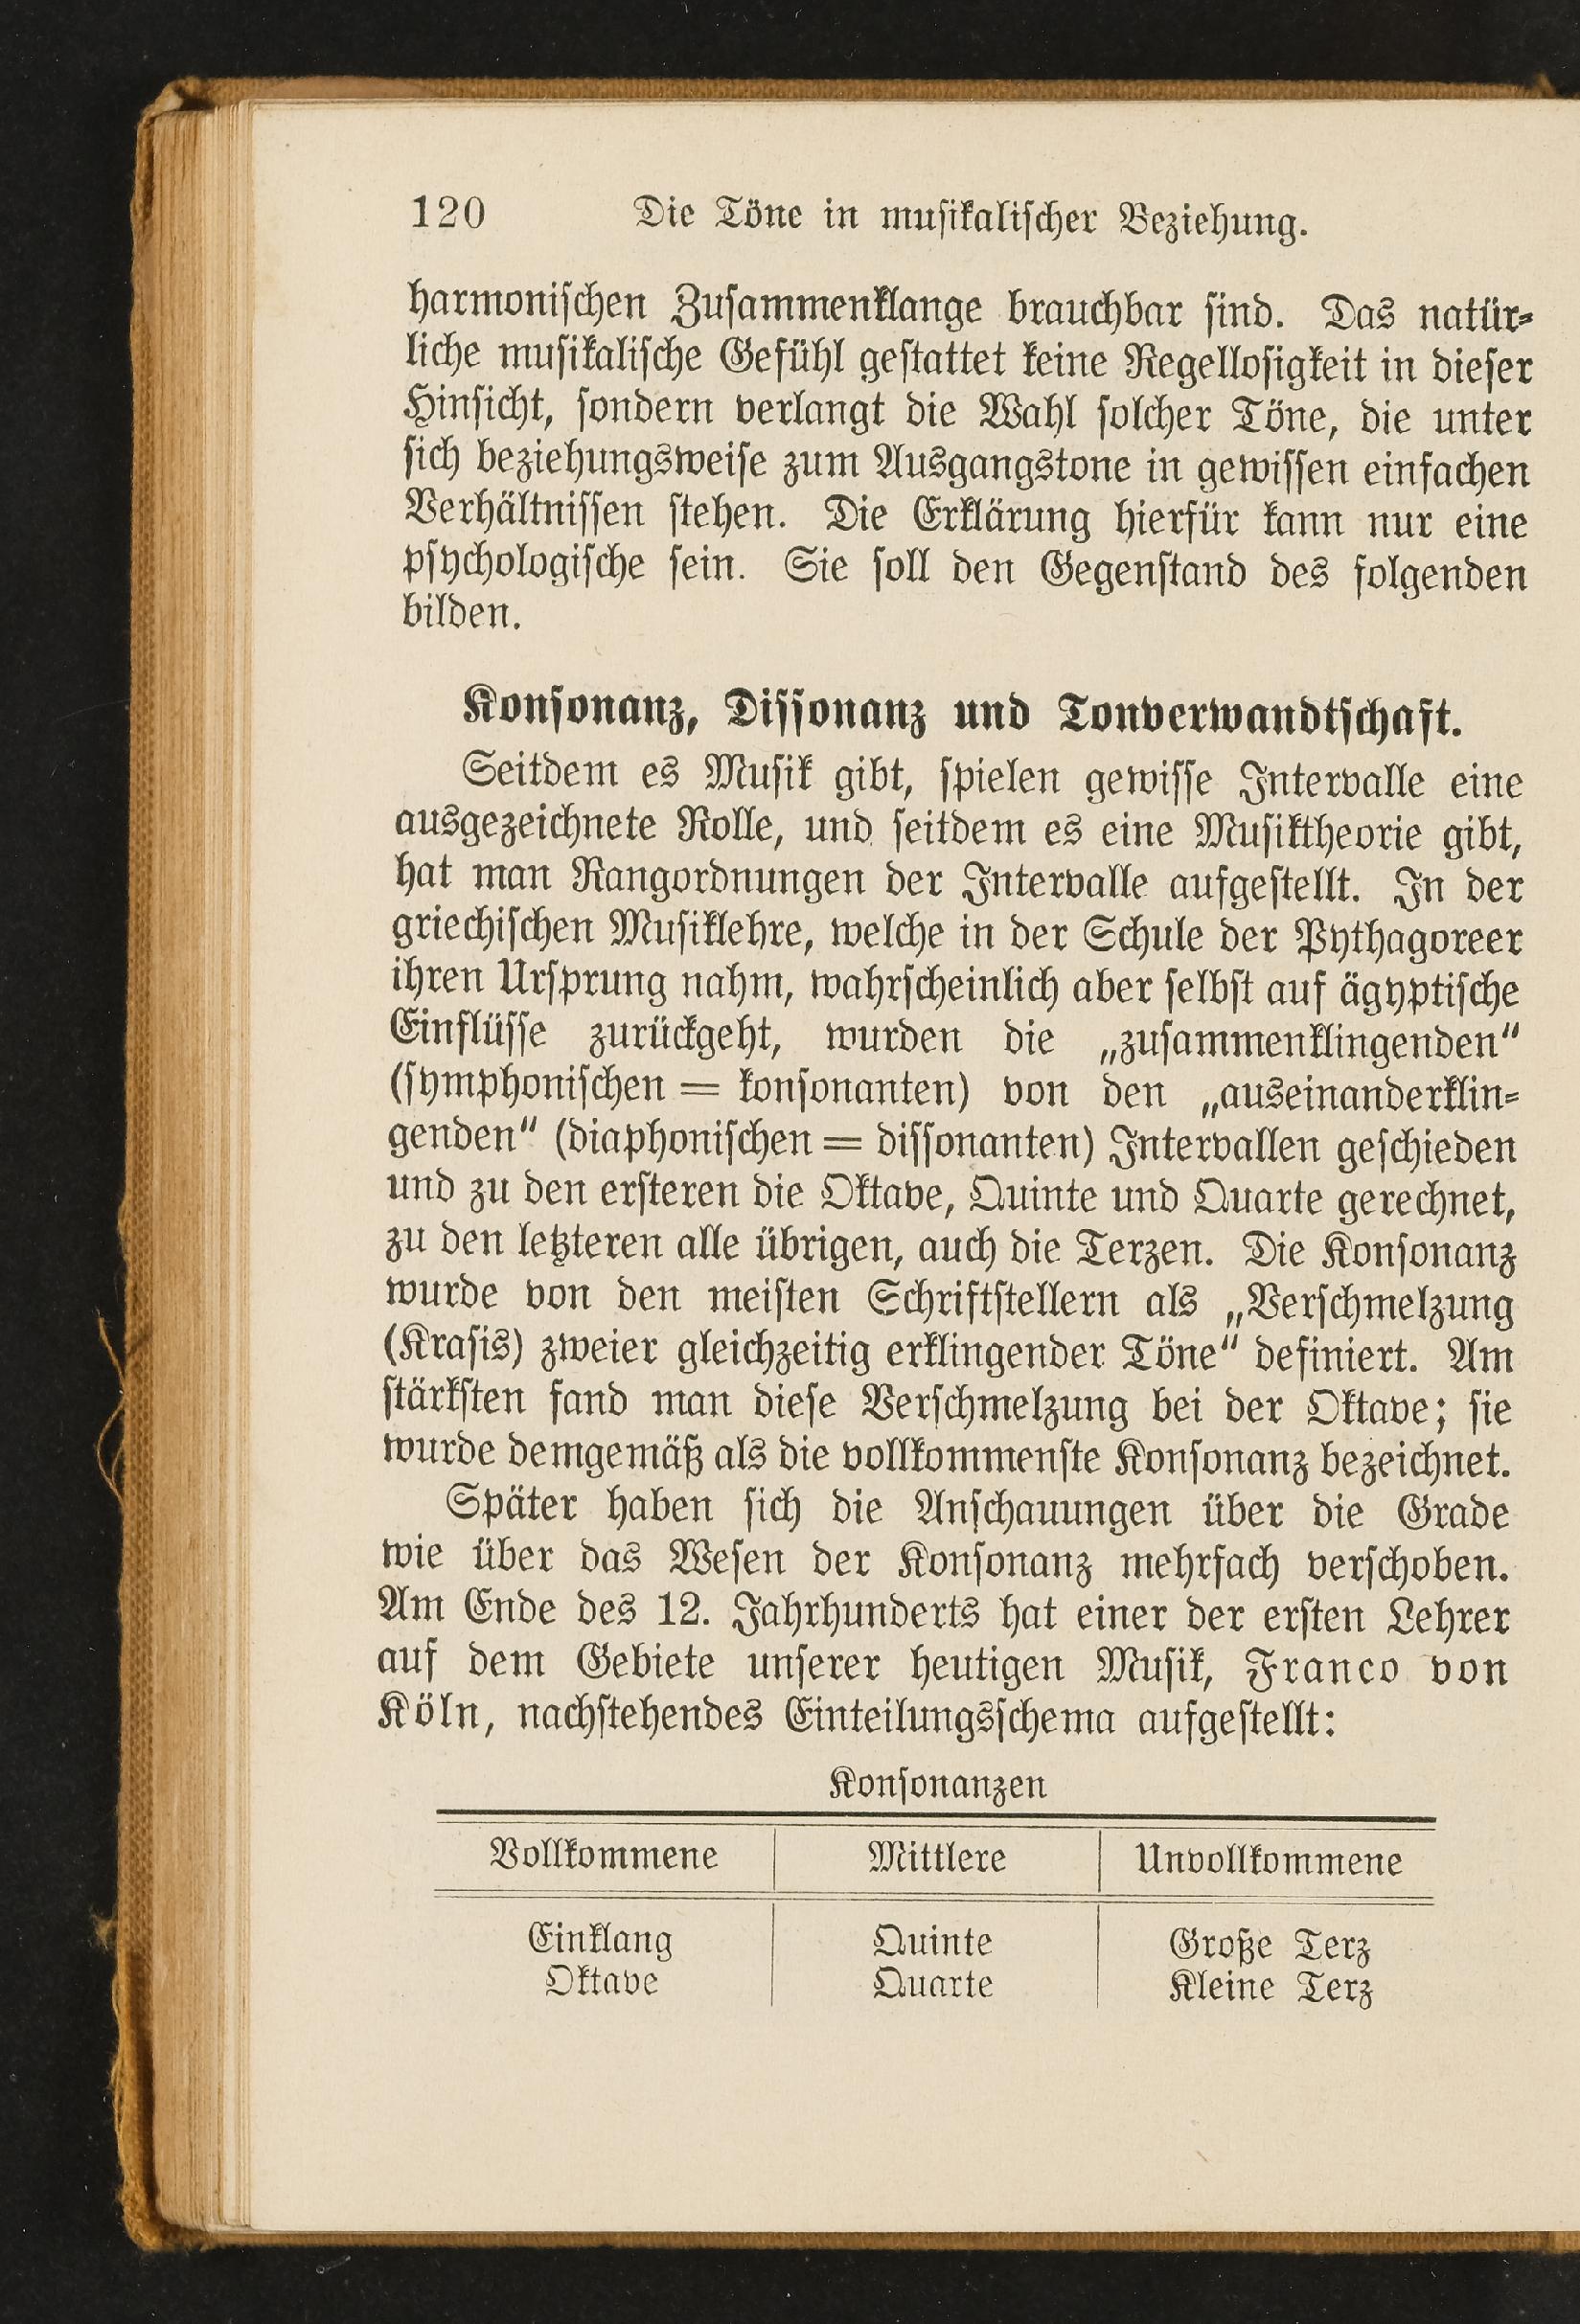 120 Die Töne in musikalischer Beziehung.
harmonischen Zusammenklange brauchbar sind. Das natür-
liche musikalische Gefühl gestattet keine Regellosigkeit in dieser
Hinsicht, sondern verlangt die Wahl solcher Töne, die unter
sich beziehungsweise zum Ausgangstone in gewissen einfachen
Verhältnissen stehen. Die Erklärung hierfür kann nur eine
psychologische sein. Sie soll den Gegenstand des folgenden
bilden.
Konsonanz, Dissonanz und Tonverwandtschaft.
Seitdem es Musik gibt, spielen gewisse Intervalle eine
ausgezeichnete Rolle, und seitdem es eine Musiktheorie gibt,
hat man Rangordnungen der Intervalle aufgestellt. In der
griechischen Musiklehre, welche in der Schule der Pythagoreer
ihren Ursprung nahm, wahrscheinlich aber selbst auf ägyptische
Einflüsse zurückgeht, wurden die „zusammenklingenden“
(symphonischen = konsonanten) von den „auseinanderklin-
genden“ (diaphonischen = dissonanten) Intervallen geschieden
und zu den ersteren die Oktave, Quinte und Quarte gerechnet,
zu den letzteren alle übrigen, auch die Terzen. Die Konsonanz
wurde von den meisten Schriftstellern als „Verschmelzung
(Krasis) zweier gleichzeitig erklingender Töne“ definiert. Am
stärksten fand man diese Verschmelzung bei der Oktave; sie
wurde demgemäß als die vollkommenste Konsonanz bezeichnet.
Später haben sich die Anschauungen über die Grade
wie über das Wesen der Konsonanz mehrfach verschoben.
Am Ende des 12. Jahrhunderts hat einer der ersten Lehrer
auf dem Gebiete unserer heutigen Musik, Franco von
Köln, nachstehendes Einteilungsschema aufgestellt:
Konsonanzen
Vollkommene Mittlere Unvollkommene
Einklang Quinte Große Terz
Oktave Quarte Kleine Terz